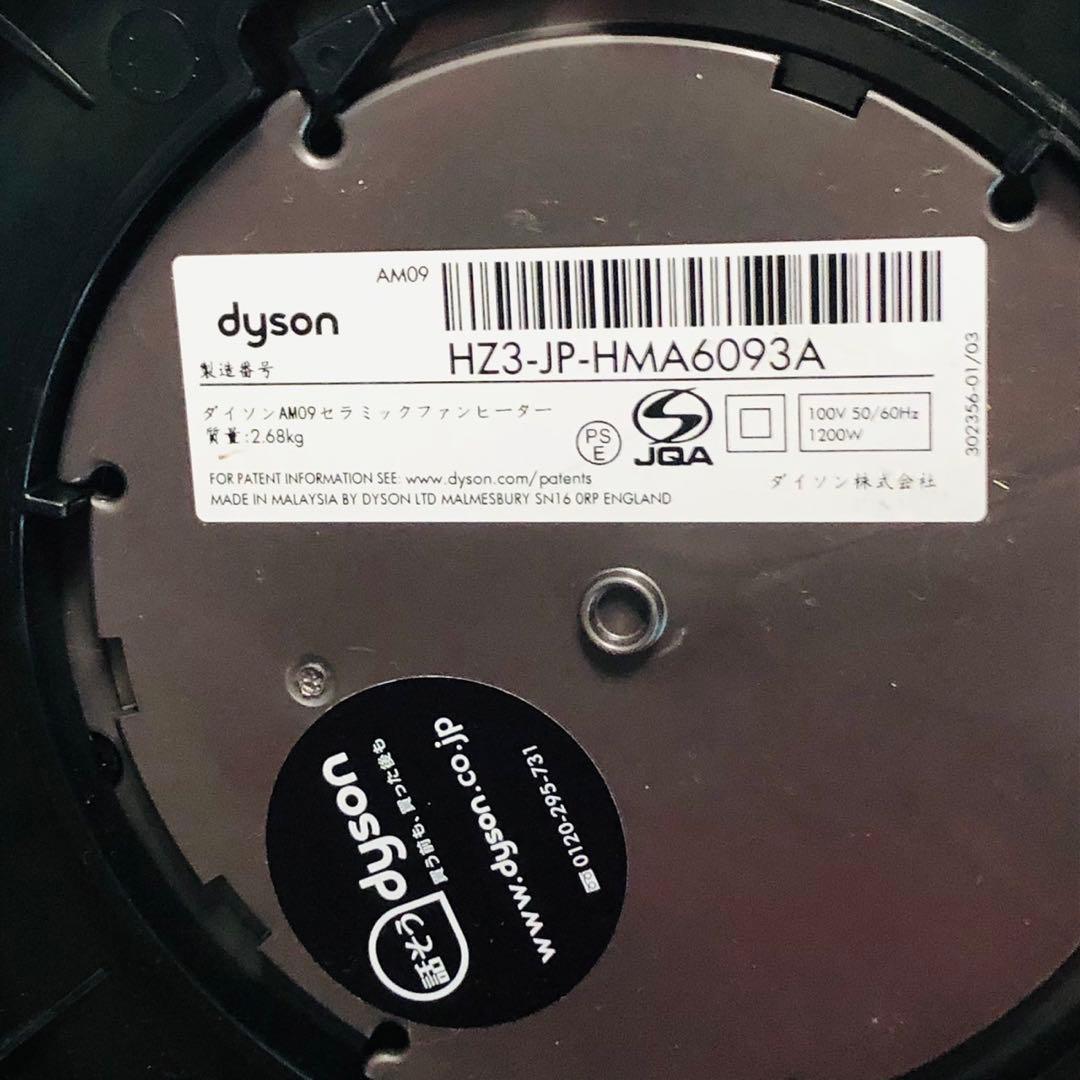 AM09
dyson
製造番号
HZ3-JP-HMA6093A
ダイソンAM09セラミックファンヒーター
質量:2.68kg
PS
E
JQA
100V 50/60Hz
1200W
302356-01/03
FOR PATENT INFORMATION SEE: www.dyson.com/patents
MADE IN MALAYSIA BY DYSON LTD MALMESBURY SN16 0RP ENGLAND
ダイソン株式会社
話そう dyson
買う前も、買った後も
www.dyson.co.jp
0120-295-731